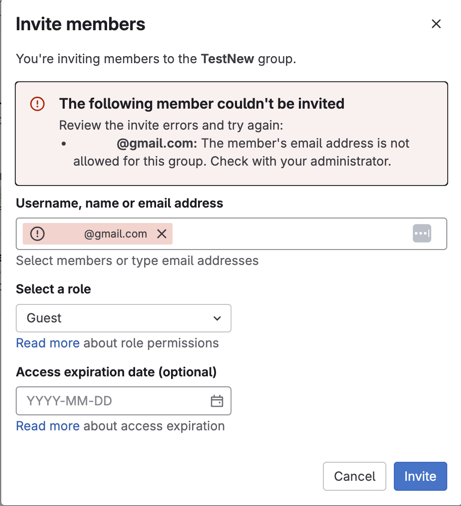 Invite members
You're inviting members to the TestNew group.
The following member couldn't be invited
Review the invite errors and try again:
• @gmail.com: The member's email address is not
allowed for this group. Check with your administrator.
Username, name or email address
@gmail.com
Select members or type email addresses
Select a role
Guest
Read more about role permissions
Access expiration date (optional)
YYYY-MM-DD
Read more about access expiration
Cancel Invite